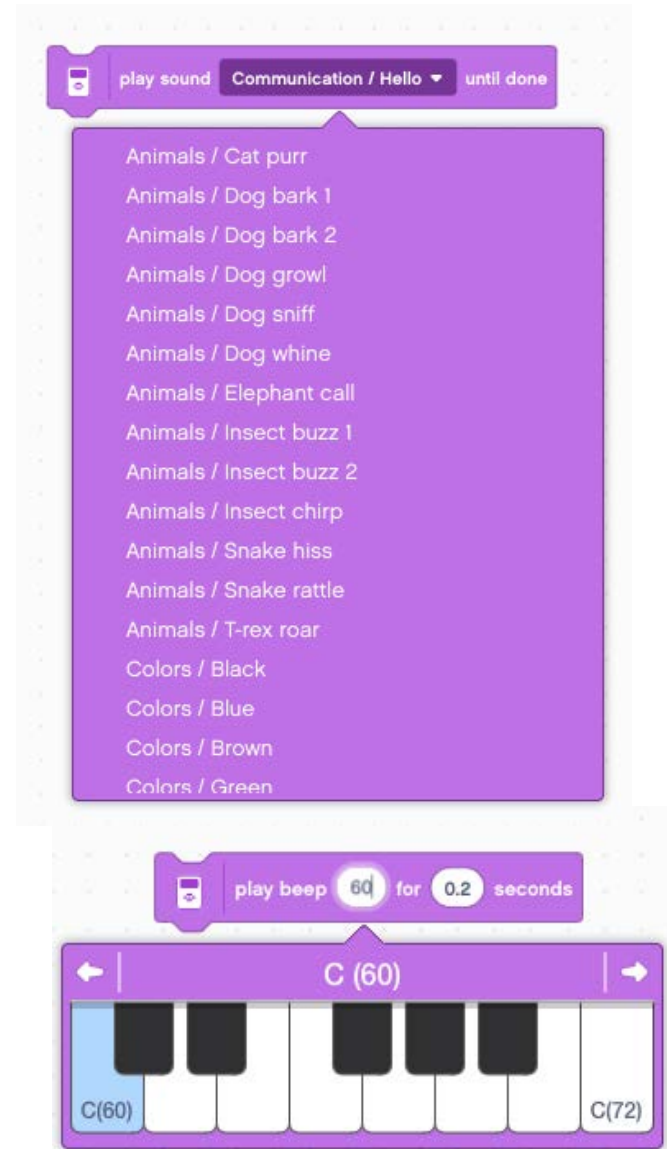 play sound Communication / Hello until done
Animals / Cat purr
Animals / Dog bark 1
Animals / Dog bark 2
Animals / Dog growl
Animals / Dog sniff
Animals / Dog whine
Animals / Elephant call
Animals / Insect buzz 1
Animals / Insect buzz 2
Animals / Insect chirp
Animals / Snake hiss
Animals / Snake rattle
Animals / T-rex roar
Colors / Black
Colors / Blue
Colors / Brown
Colors / Green
play beep 60 for 0.2 seconds
C (60)
C(60) C(72)